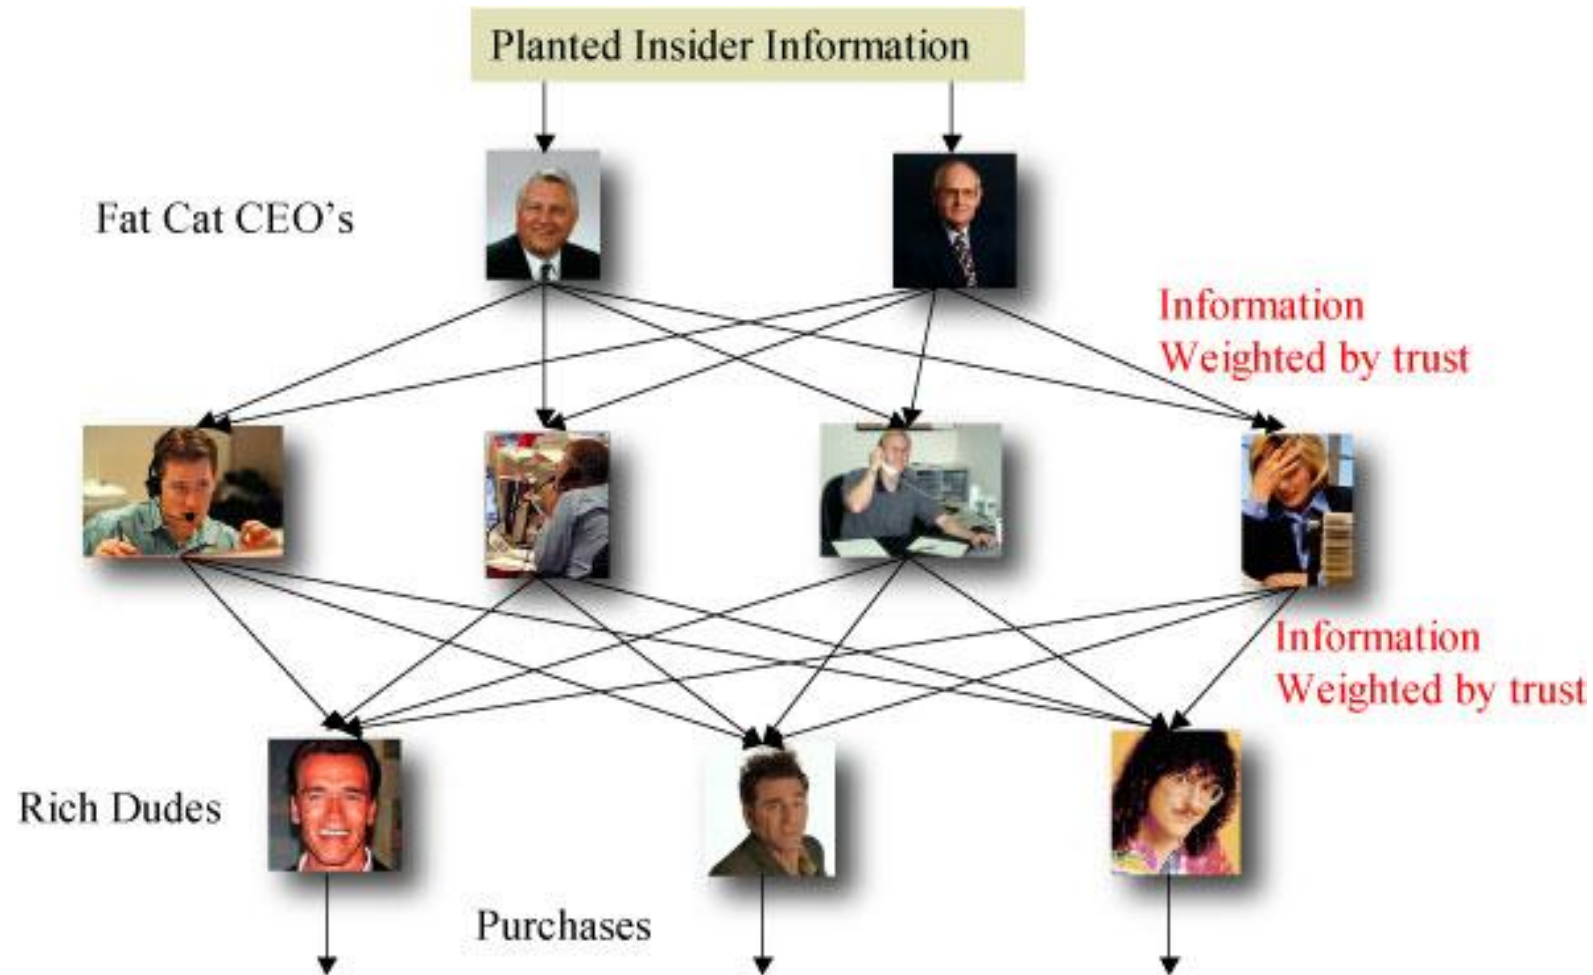 Planted Insider Information
Fat Cat CEO's
Information
Weighted by trust
Information
Weighted by trust
Rich Dudes
Purchases